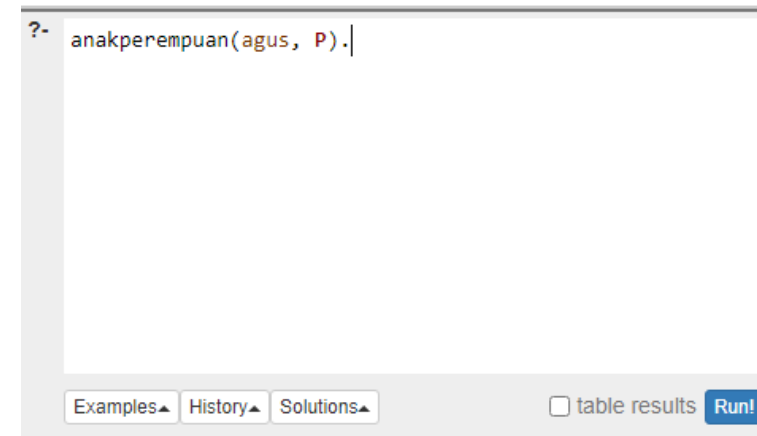 ?- anakperempuan(agus, P).
Examples▲ History▲ Solutions▲ table results Run!